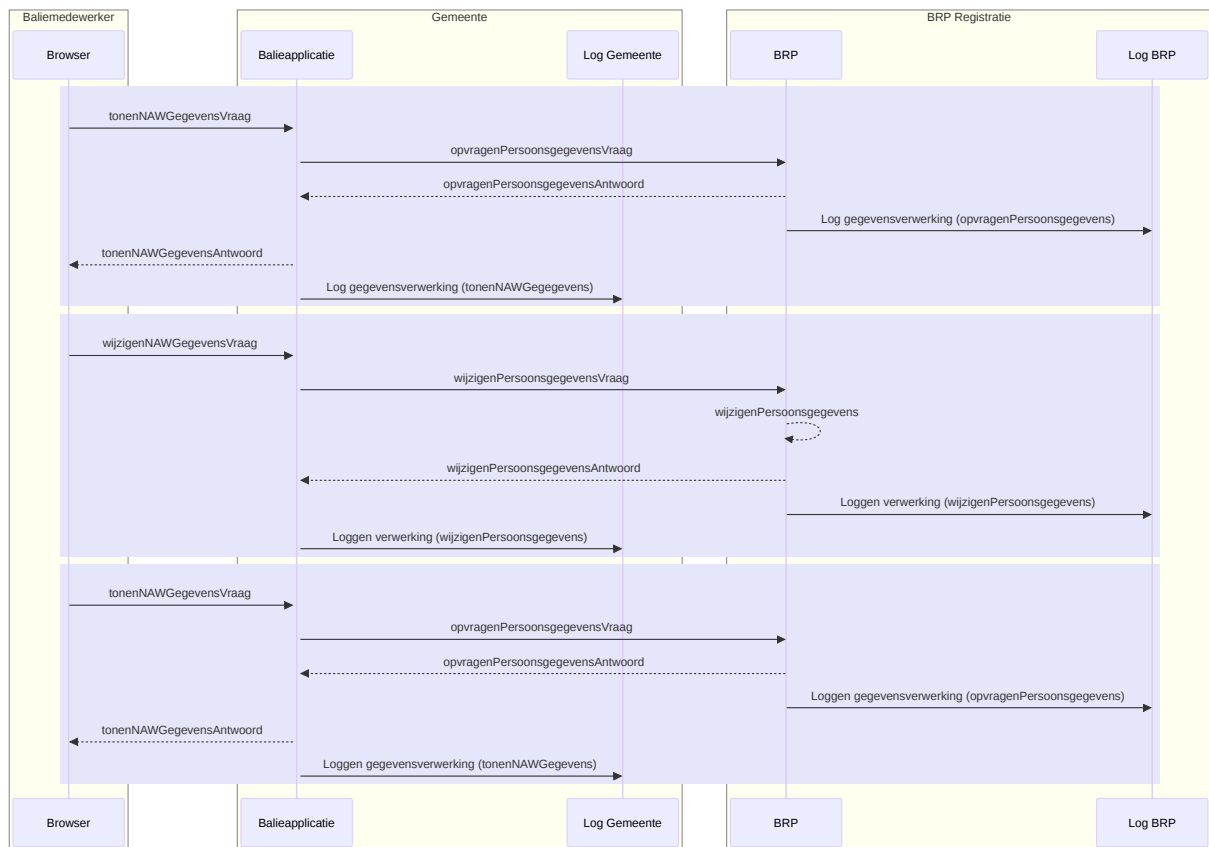 Baliemedewerker
Gemeente
BRP Registratie
Browser
Balieapplicatie
Log Gemeente
BRP
Log BRP
tonenNAWGegevensVraag
opvragenPersoonsgegevensVraag
opvragenPersoonsgegevensAntwoord
Log gegevensverwerking (opvragenPersoonsgegevens)
tonenNAWGegevensAntwoord
Log gegevensverwerking (tonenNAWGegegevens)
wijzigenNAWGegevensVraag
wijzigenPersoonsgegevensVraag
wijzigenPersoonsgegevens
wijzigenPersoonsgegevensAntwoord
Loggen verwerking (wijzigenPersoonsgegevens)
Loggen verwerking (wijzigenPersoonsgegevens)
tonenNAWGegevensVraag
opvragenPersoonsgegevensVraag
opvragenPersoonsgegevensAntwoord
Loggen gegevensverwerking (opvragenPersoonsgegevens)
tonenNAWGegevensAntwoord
Loggen gegevensverwerking (tonenNAWGegevens)
Browser
Balieapplicatie
Log Gemeente
BRP
Log BRP